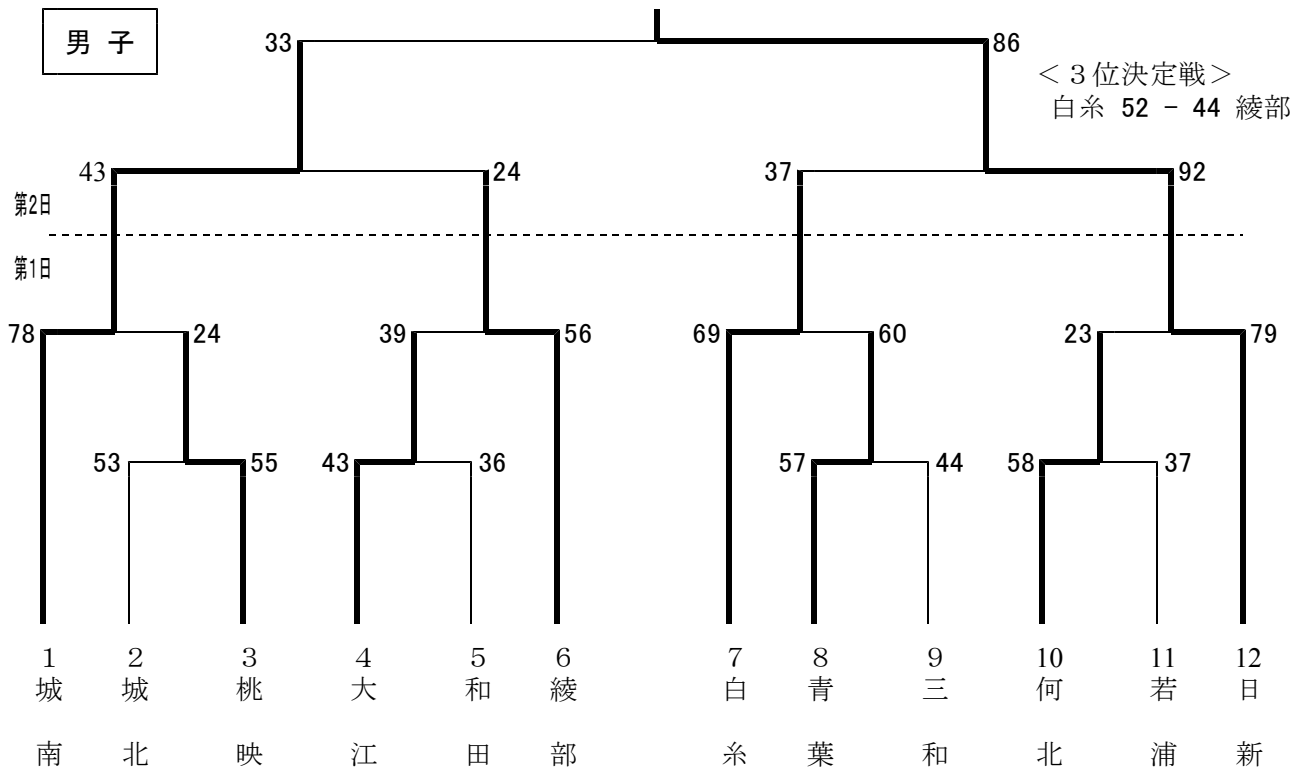 男 子
33
86
＜３位決定戦＞
白糸 52 － 44 綾部
43
24
37
92
第2日
第1日
78
24
39
56
69
60
23
79
53
55
43
36
57
44
58
37
１ ２ ３ ４ ５ ６ ７ ８ ９ 10 11 12
城南
城北
桃映
大江
和田
綾部
白糸
青葉
三和
何北
若浦
日新